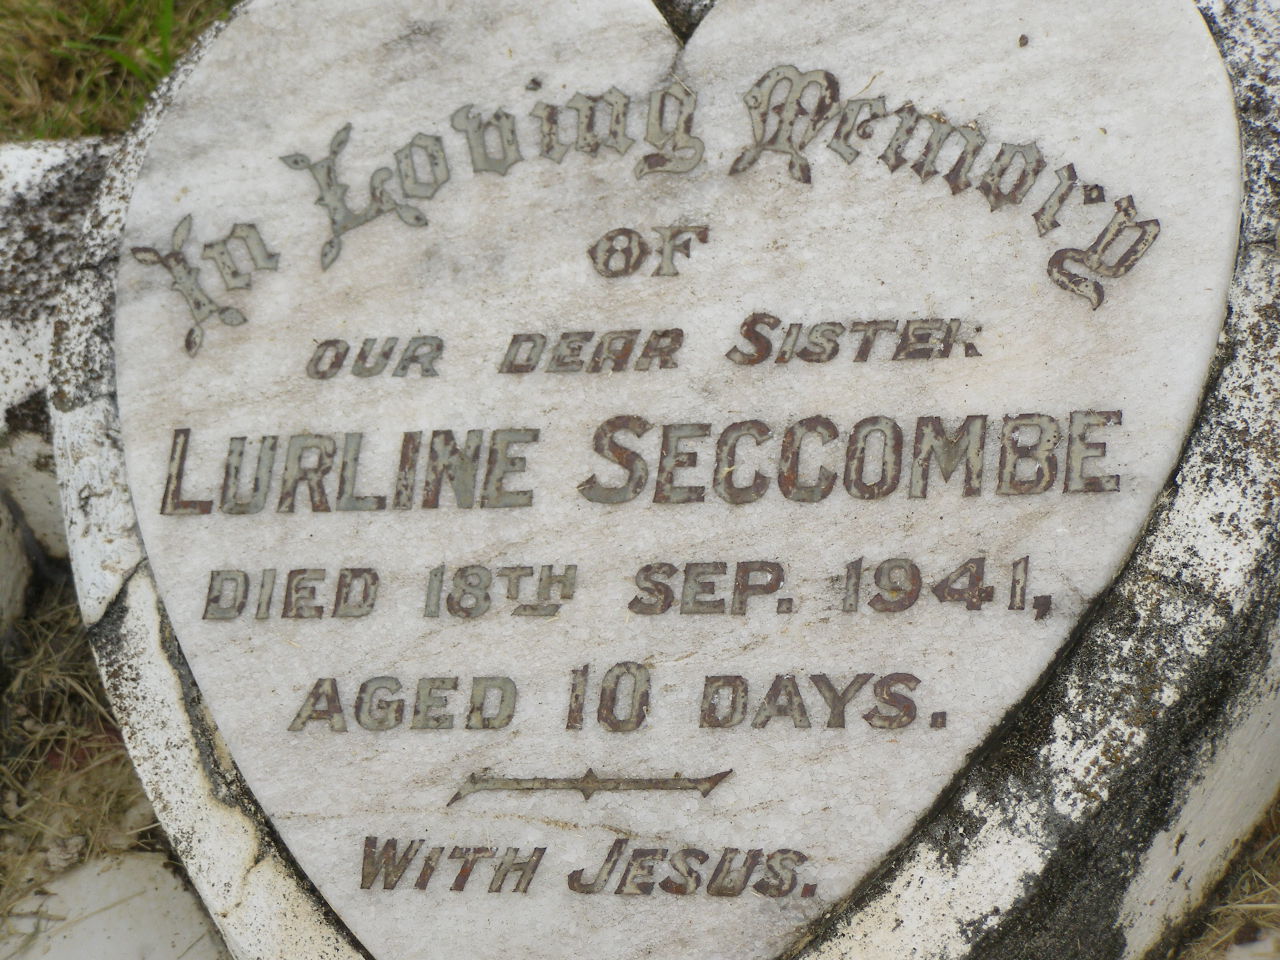 In Loving Memory
OF
OUR DEAR SISTER
LURLINE SECCOMBE
DIED 18TH SEP. 1941,
AGED 10 DAYS.
WITH JESUS.